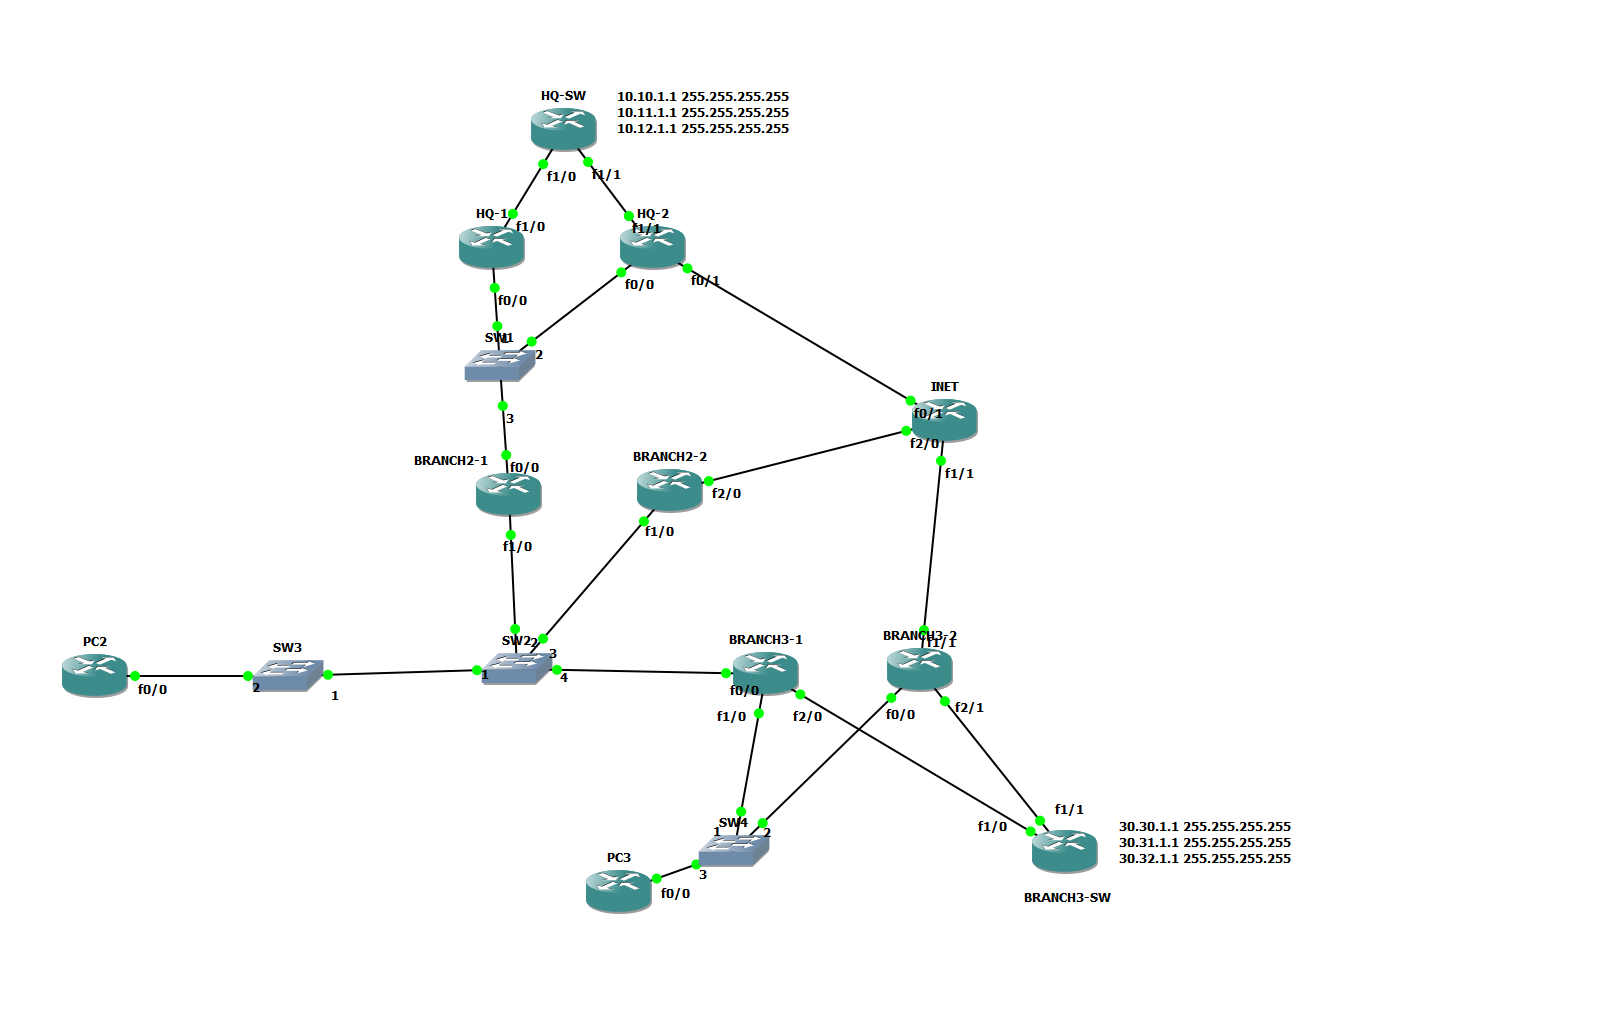 HQ-SW
10.10.1.1 255.255.255.255
10.11.1.1 255.255.255.255
10.12.1.1 255.255.255.255
f1/0
f1/1
HQ-1
f1/0
HQ-2
f1/1
f0/0
f0/0
f0/1
SW1
1
2
3
INET
f0/1
f2/0
f1/1
BRANCH2-1
f0/0
f1/0
BRANCH2-2
f2/0
f1/0
PC2
f0/0
SW3
2
1
SW2
2
3
1
4
BRANCH3-1
f0/0
f1/0
f2/0
BRANCH3-2
f1/1
f0/0
f2/1
SW4
1
2
3
PC3
f0/0
f1/1
f1/0
30.30.1.1 255.255.255.255
30.31.1.1 255.255.255.255
30.32.1.1 255.255.255.255
BRANCH3-SW